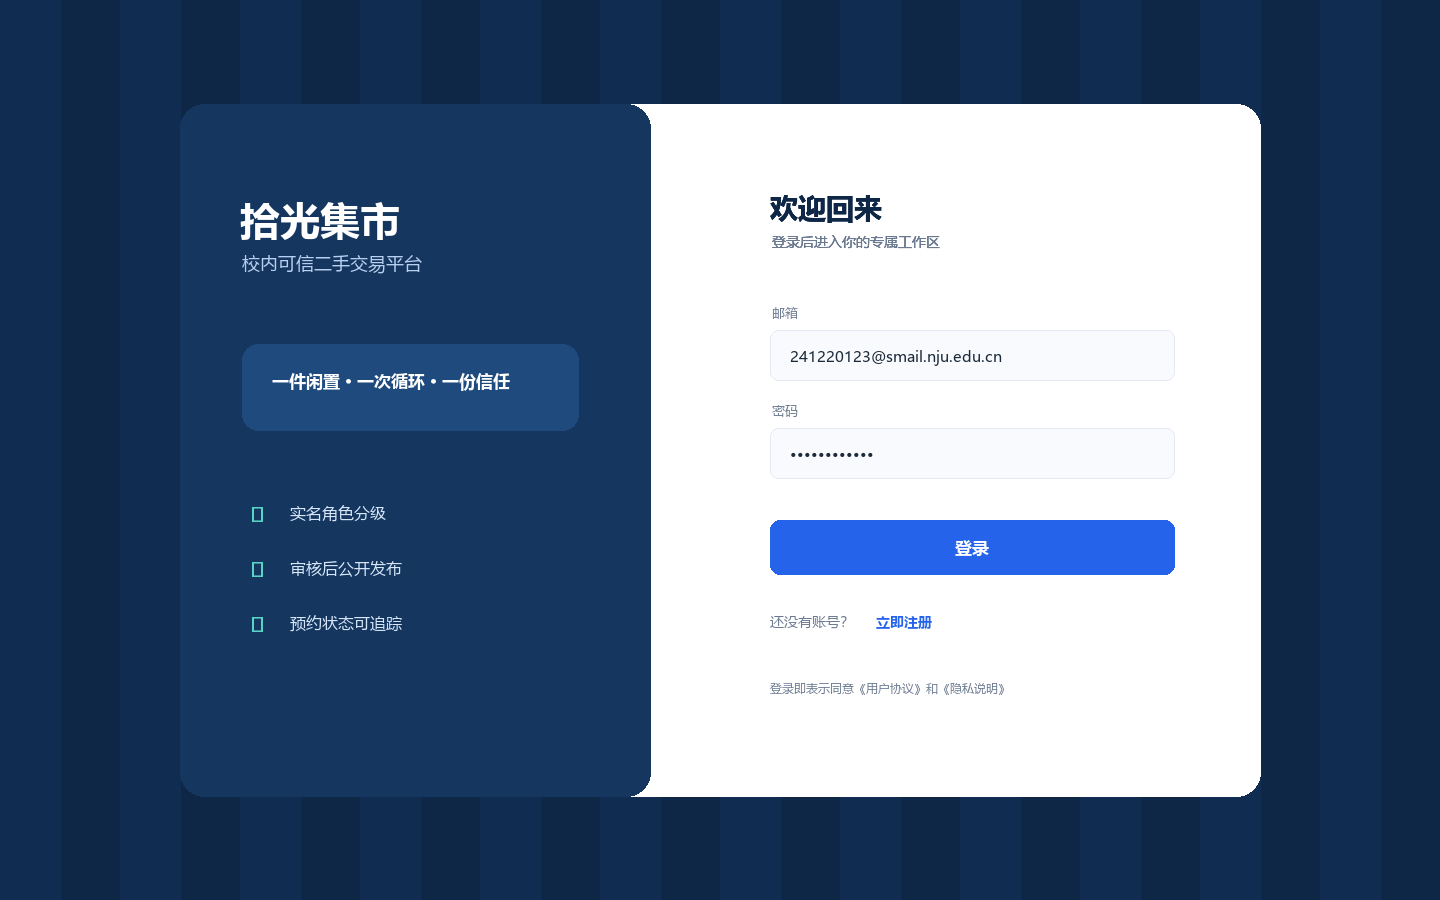 拾光集市
校内可信二手交易平台
一件闲置•一次循环•一份信任
实名角色分级
审核后公开发布
预约状态可追踪
欢迎回来
登录后进入你的专属工作区
邮箱
241220123@smail.nju.edu.cn
密码
••••••••••••
登录
还没有账号？ 立即注册
登录即表示同意《用户协议》和《隐私说明》